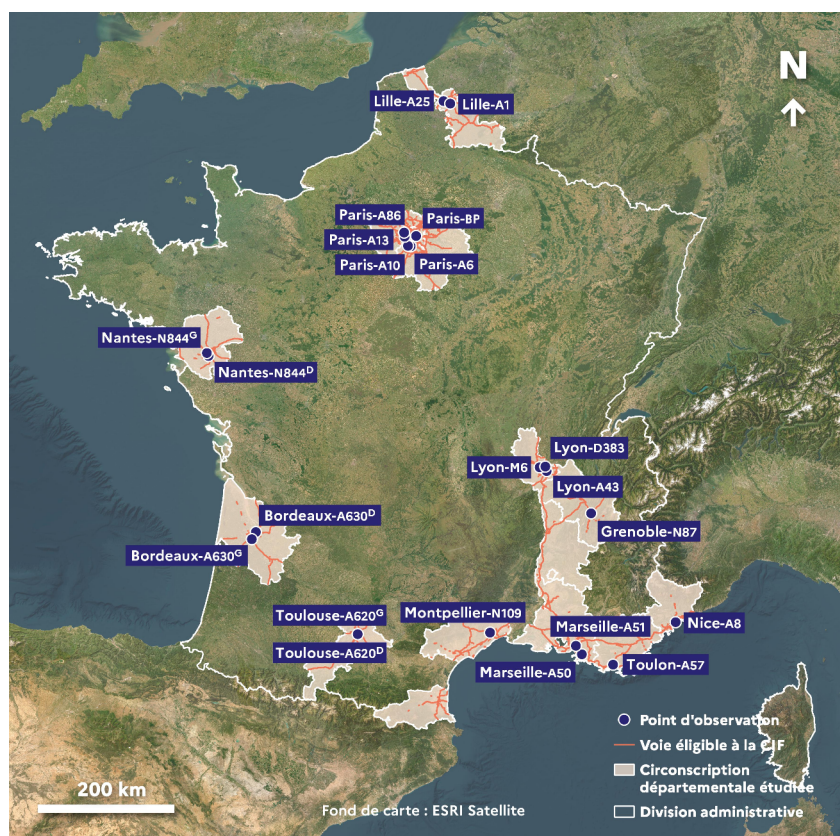 N
Lille-A25
Lille-A1
Paris-A86
Paris-BP
Paris-A13
Paris-A10
Paris-A6
Nantes-N844ᴳ
Nantes-N844ᴰ
Lyon-D383
Lyon-M6
Lyon-A43
Grenoble-N87
Bordeaux-A630ᴰ
Bordeaux-A630ᴳ
Toulouse-A620ᴳ
Montpellier-N109
Marseille-A51
Nice-A8
Toulouse-A620ᴰ
Marseille-A50
Toulon-A57
Point d'observation
Voie éligible à la CIF
Circonscription
départementale étudiée
Division administrative
200 km
Fond de carte : ESRI Satellite